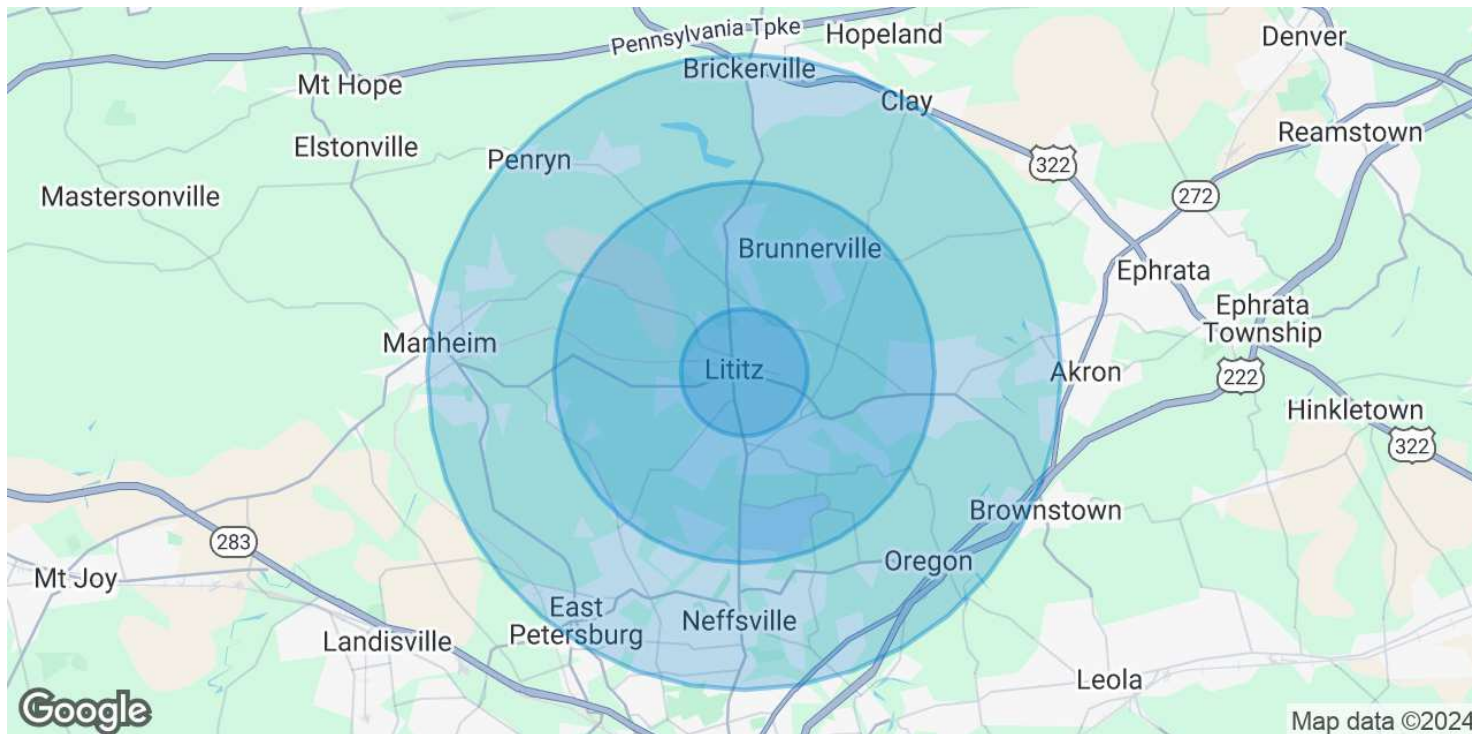 Pennsylvania Tpke
Hopeland
Denver
Brickerville
Mt Hope
Clay
Reamstown
Elstonville
Penryn
322
Mastersonville
272
Brunnerville
Ephrata
Ephrata
Township
Manheim
Lititz
Akron
222
Hinkletown
322
Brownstown
283
Oregon
Mt Joy
East
Petersburg
Neffsville
Landisville
Leola
Google
Map data ©2024